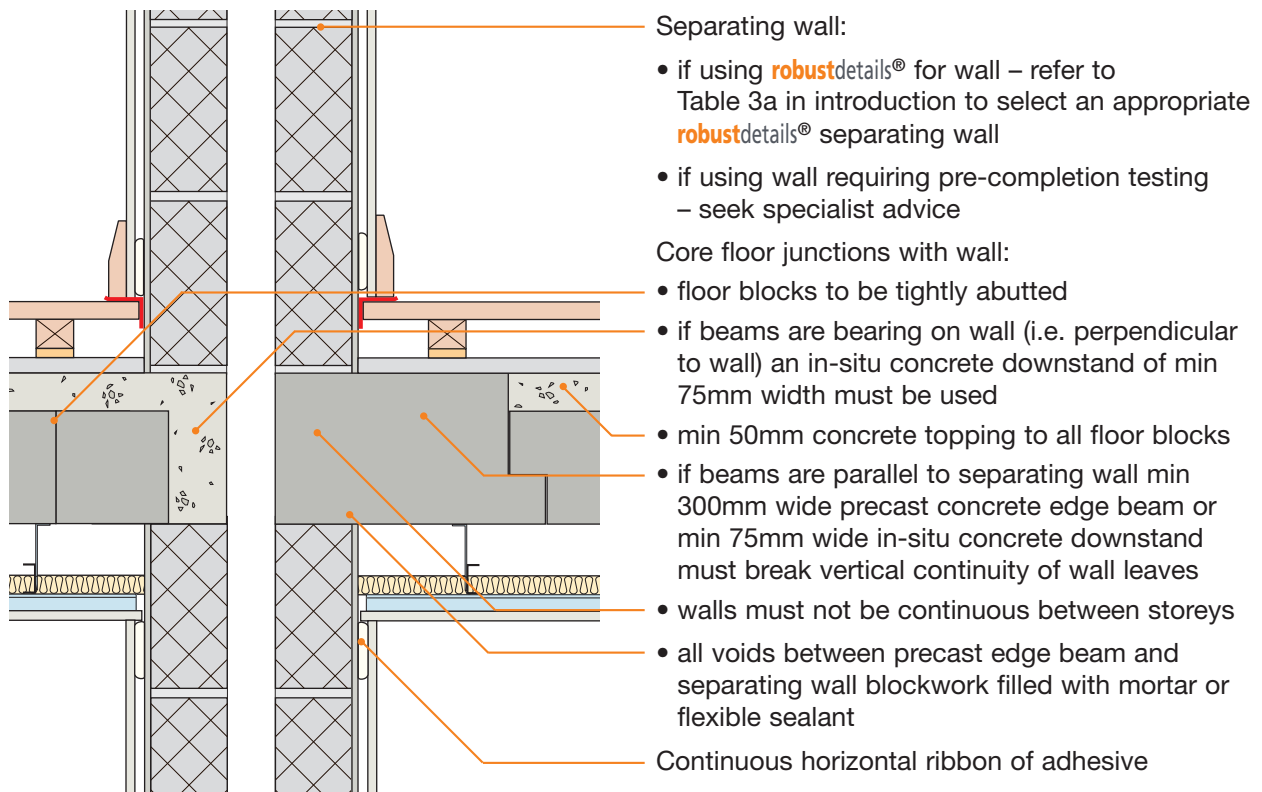 Separating wall:
• if using robustdetails® for wall – refer to
Table 3a in introduction to select an appropriate
robustdetails® separating wall
• if using wall requiring pre-completion testing
– seek specialist advice
Core floor junctions with wall:
• floor blocks to be tightly abutted
• if beams are bearing on wall (i.e. perpendicular
to wall) an in-situ concrete downstand of min
75mm width must be used
• min 50mm concrete topping to all floor blocks
• if beams are parallel to separating wall min
300mm wide precast concrete edge beam or
min 75mm wide in-situ concrete downstand
must break vertical continuity of wall leaves
• walls must not be continuous between storeys
• all voids between precast edge beam and
separating wall blockwork filled with mortar or
flexible sealant
Continuous horizontal ribbon of adhesive